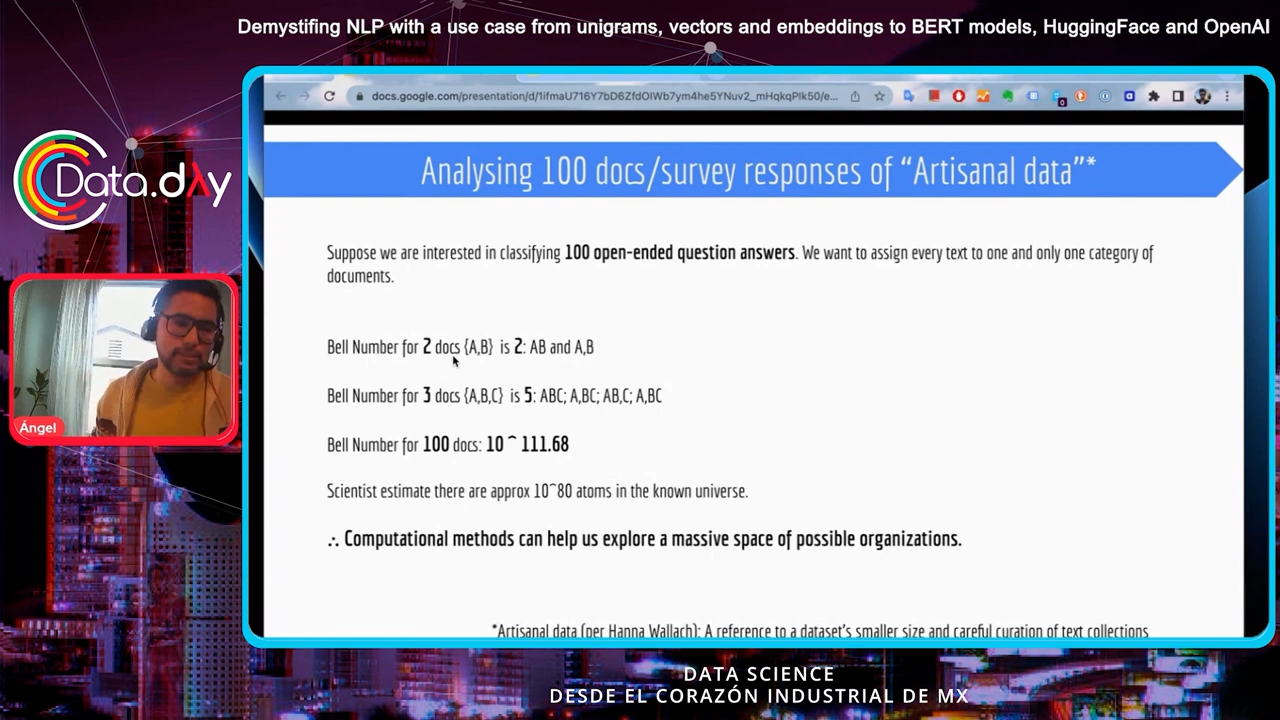 Demystifing NLP with a use case from unigrams, vectors and embeddings to BERT models, HuggingFace and OpenAI
docs.google.com/presentation/d/1ifmaU716Y7bD6ZfdOIWb7ym4he5YNuv2_mHqkqPlk50/e...
Data.dAy
Analysing 100 docs/survey responses of “Artisanal data”*
Suppose we are interested in classifying 100 open-ended question answers. We want to assign every text to one and only one category of
documents.
Bell Number for 2 docs {A,B} is 2: AB and A,B
Bell Number for 3 docs {A,B,C} is 5: ABC; A,BC; AB,C; A,BC
Ángel
Bell Number for 100 docs: 10 ^ 111.68
Scientist estimate there are approx 10^80 atoms in the known universe.
∴ Computational methods can help us explore a massive space of possible organizations.
*Artisanal data (per Hanna Wallach): A reference to a dataset's smaller size and careful curation of text collections
DATA SCIENCE
DESDE EL CORAZÓN INDUSTRIAL DE MX